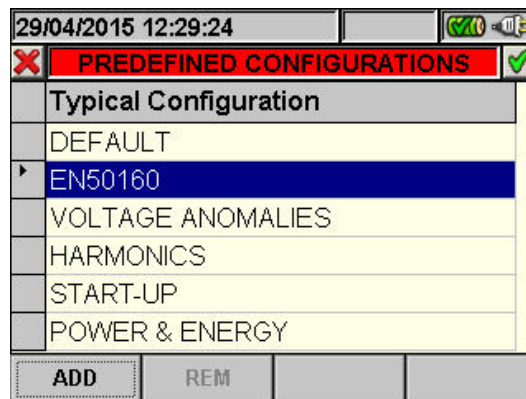 29/04/2015 12:29:24
PREDEFINED CONFIGURATIONS
Typical Configuration
DEFAULT
EN50160
VOLTAGE ANOMALIES
HARMONICS
START-UP
POWER & ENERGY
ADD REM